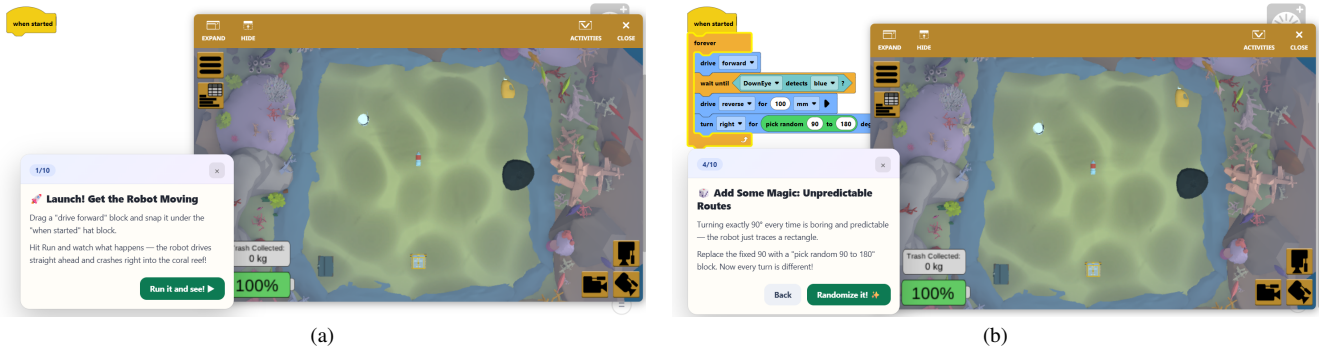 when started
EXPAND
HIDE
ACTIVITIES
CLOSE
1/10
🚀 Launch! Get the Robot Moving
Drag a "drive forward" block and snap it under the
"when started" hat block.
Hit Run and watch what happens — the robot drives
straight ahead and crashes right into the coral reef!
Run it and see! ▶
Trash Collected:
0 kg
100%
(a)
when started
forever
drive forward
wait until DownEye detects blue ?
drive reverse for 100 mm
turn right for pick random 90 to 180 deg
EXPAND
HIDE
ACTIVITIES
CLOSE
4/10
🎲 Add Some Magic: Unpredictable
Routes
Turning exactly 90° every time is boring and predictable
— the robot just traces a rectangle.
Replace the fixed 90 with a "pick random 90 to 180"
block. Now every turn is different!
Back
Randomize it! ✨
Trash Collected:
0 kg
100%
(b)